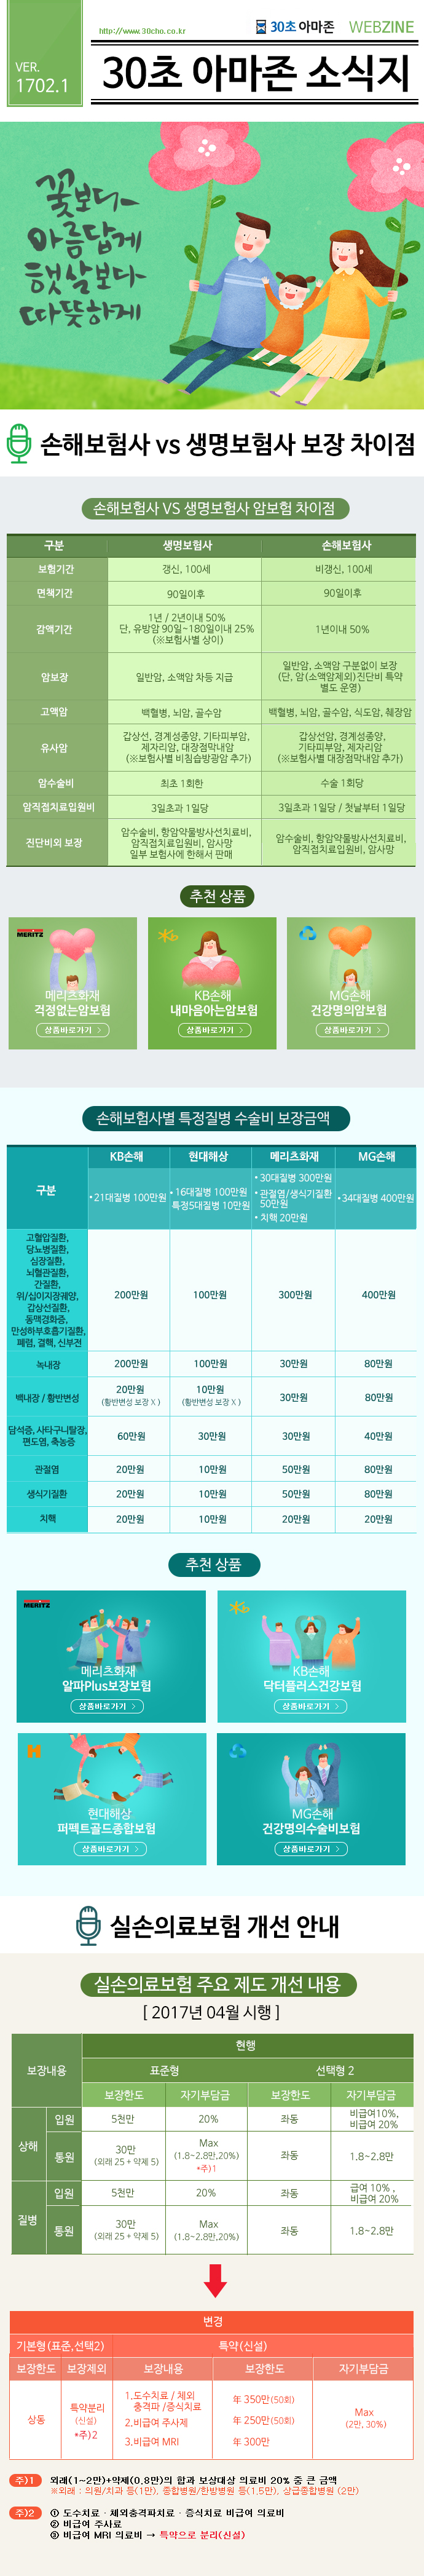 VER.
1702.1
http://www.30cho.co.kr
30초 아마존 WEBZINE
30초 아마존 소식지
꽃보다
아름답게
햇살보다
따뜻하게
손해보험사 vs 생명보험사 보장 차이점
손해보험사 VS 생명보험사 암보험 차이점
구분 생명보험사 손해보험사
보험기간 갱신, 100세 비갱신, 100세
면책기간 90일이후 90일이후
감액기간 1년 / 2년이내 50%
단, 유방암 90일~180일이내 25%
(※보험사별 상이)
1년이내 50%
암보장 일반암, 소액암 차등 지급
일반암, 소액암 구분없이 보장
(단, 암(소액암제외)진단비 특약
별도 운영)
고액암 백혈병, 뇌암, 골수암 백혈병, 뇌암, 골수암, 식도암, 췌장암
유사암
갑상선, 경계성종양, 기타피부암,
제자리암, 대장점막내암
(※보험사별 비침습방광암 추가)
갑상선암, 경계성종양,
기타피부암, 제자리암
(※보험사별 대장점막내암 추가)
암수술비 최초 1회한 수술 1회당
암직접치료입원비 3일초과 1일당 3일초과 1일당 / 첫날부터 1일당
진단비외 보장
암수술비, 항암약물방사선치료비,
암직접치료입원비, 암사망
일부 보험사에 한해서 판매
암수술비, 항암약물방사선치료비,
암직접치료입원비, 암사망
추천 상품
MERITZ
메리츠화재
걱정없는암보험
상품바로가기 >
KB
KB손해
내마음아는암보험
상품바로가기 >
MG손해
건강명의암보험
상품바로가기 >
손해보험사별 특정질병 수술비 보장금액
구분 KB손해 현대해상 메리츠화재 MG손해
*21대질병 100만원
*16대질병 100만원
특정5대질병 10만원
*30대질병 300만원
*관절염/생식기질환
50만원
* 치핵 20만원
*34대질병 400만원
고혈압질환,
당뇨병질환,
심장질환,
뇌혈관질환,
간질환,
위/십이지장궤양,
갑상선질환,
동맥경화증,
만성하부호흡기질환,
폐렴, 결핵, 신부전
200만원 100만원 300만원 400만원
녹내장 200만원 100만원 30만원 80만원
백내장 / 황반변성
20만원
(황반변성 보장 X )
10만원
(황반변성 보장 X )
30만원 80만원
담석증, 사타구니탈장,
편도염, 축농증
60만원 30만원 30만원 40만원
관절염 20만원 10만원 50만원 80만원
생식기질환 20만원 10만원 50만원 80만원
치핵 20만원 10만원 20만원 20만원
추천 상품
MERITZ
메리츠화재
알파Plus보장보험
상품바로가기 >
KB
KB손해
닥터플러스건강보험
상품바로가기 >
현대해상
퍼펙트골드종합보험
상품바로가기 >
MG손해
건강명의수술비보험
상품바로가기 >
실손의료보험 개선 안내
실손의료보험 주요 제도 개선 내용
[ 2017년 04월 시행 ]
보장내용 현행
표준형 선택형 2
보장한도 자기부담금 보장한도 자기부담금
상해 입원 5천만 20% 좌동
비급여10%,
비급여 20%
통원
30만
(외래 25 + 약제 5)
Max
(1.8~2.8만,20%)
*주)1
좌동 1.8~2.8만
질병 입원 5천만 20% 좌동
급여 10% ,
비급여 20%
통원
30만
(외래 25 + 약제 5)
Max
(1.8~2.8만,20%)
좌동 1.8~2.8만
변경
기본형(표준,선택2) 특약(신설)
보장한도 보장제외 보장내용 보장한도 자기부담금
상동
특약분리
(신설)
*주)2
1.도수치료 / 체외
충격파 /증식치료
2.비급여 주사제
3.비급여 MRI
年 350만(50회)
年 250만(50회)
年 300만
Max
(2만, 30%)
주)1 외래(1~2만)+약제(0.8만)의 합과 보상대상 의료비 20% 중 큰 금액
※외래 : 의원/치과 등(1만), 종합병원/한방병원 등(1.5만), 상급종합병원 (2만)
주)2 ① 도수치료 · 체외충격파치료 · 증식치료 비급여 의료비
② 비급여 주사료
③ 비급여 MRI 의료비 → 특약으로 분리(신설)